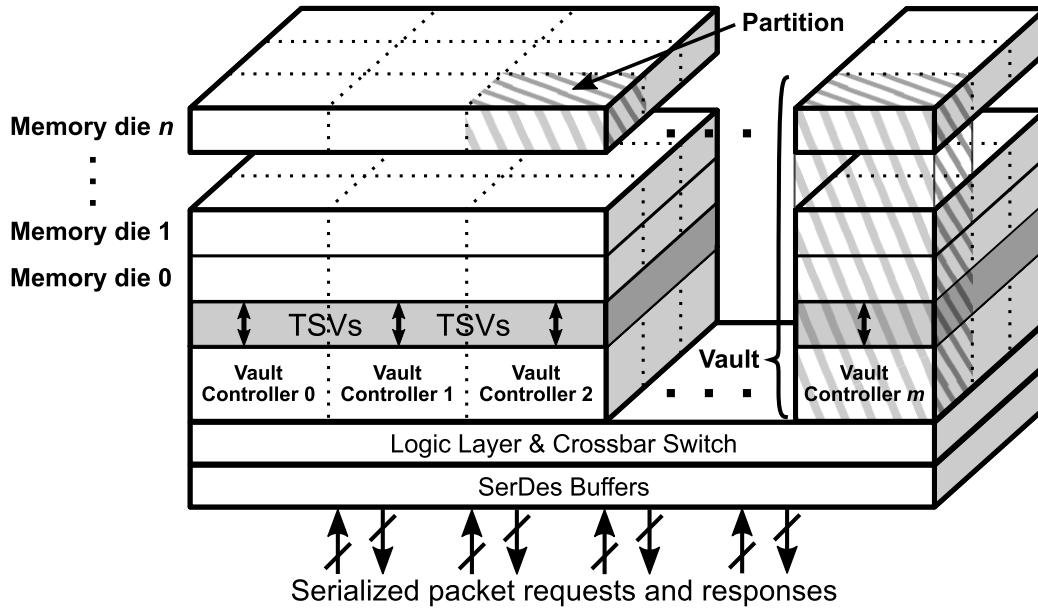 Partition
Memory die n
Memory die 1
Memory die 0
TSVs TSVs
Vault
Vault
Controller 0
Vault
Controller 1
Vault
Controller 2
Vault
Controller m
Logic Layer & Crossbar Switch
SerDes Buffers
Serialized packet requests and responses